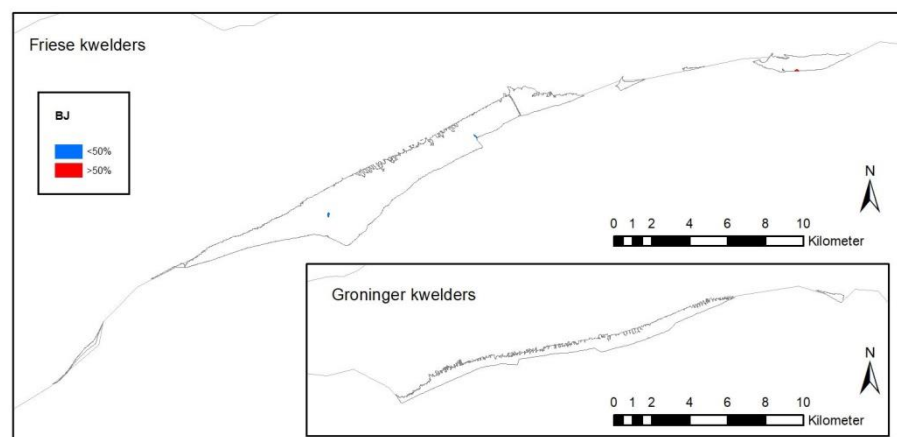 Friese kwelders
BJ
<50%
>50%
N
0 1 2 4 6 8 10
Kilometer
Groninger kwelders
N
0 1 2 4 6 8 10
Kilometer